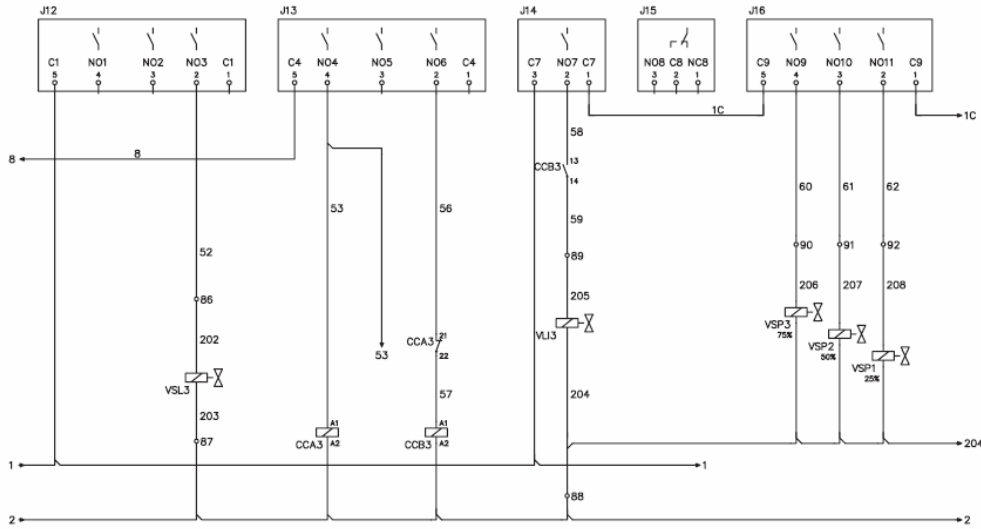 J12 J13 J14 J15 J16
C1 NO1 NO2 NO3 C1 C4 NO4 NO5 NO6 C4 C7 NO7 C7 NO8 C8 NC8 C9 NO9 NO10 NO11 C9
5 4 3 2 1 5 4 3 2 1 3 2 1 3 2 1 5 4 3 2 1
1C 1C
58
8 8
CCB3 13
14
53 56 60 61 62
59
52 90 91 92
89
86 206 207 208
205
VSP3
75%
202 CCA3 21 VLI3 VSP2
53 22 50%
VSP1
25%
VSL3
57 204
203
A1 A1
CCA3 A2 CCB3 A2
87 204
1 1
88
2 2